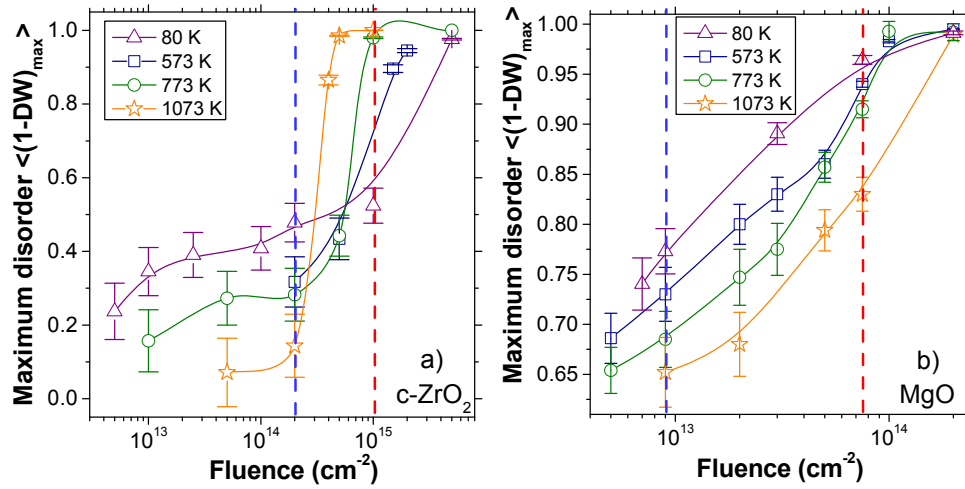 Maximum disorder <(1-DW)max >
1.0
0.8
0.6
0.4
0.2
0.0
80 K
573 K
773 K
1073 K
a)
c-ZrO2
10^13
10^14
10^15
Fluence (cm^-2)
Maximum disorder <(1-DW)max >
1.00
0.95
0.90
0.85
0.80
0.75
0.70
0.65
80 K
573 K
773 K
1073 K
b)
MgO
10^13
10^14
Fluence (cm^-2)